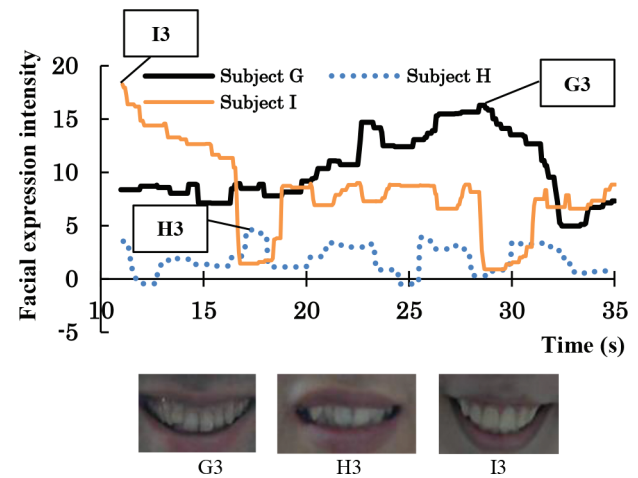 I3
20
Subject G
Subject H
G3
Subject I
15
10
H3
5
0
10
15
20
25
30
35
-5
Time (s)
Facial expression intensity
G3
H3
I3